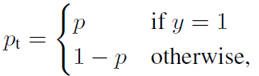 p_t = { p if y = 1
1 − p otherwise,